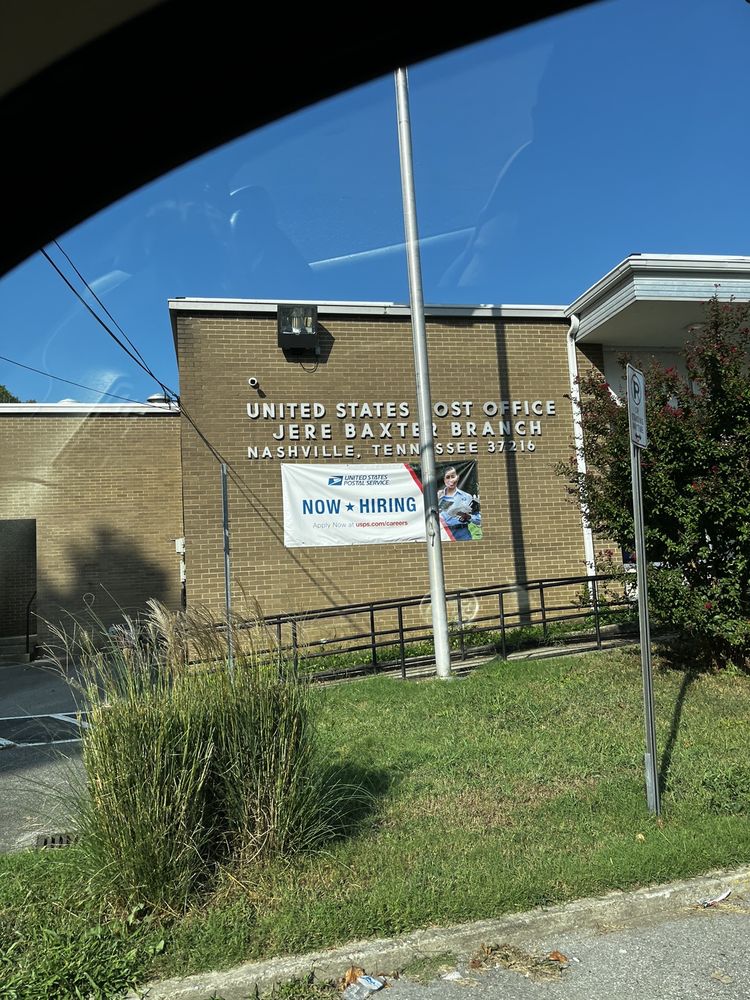 UNITED STATES POST OFFICE
JERE BAXTER BRANCH
NASHVILLE, TENNESSEE 37216
UNITED STATES
POSTAL SERVICE
NOW ★ HIRING
Apply Now at usps.com/careers
P